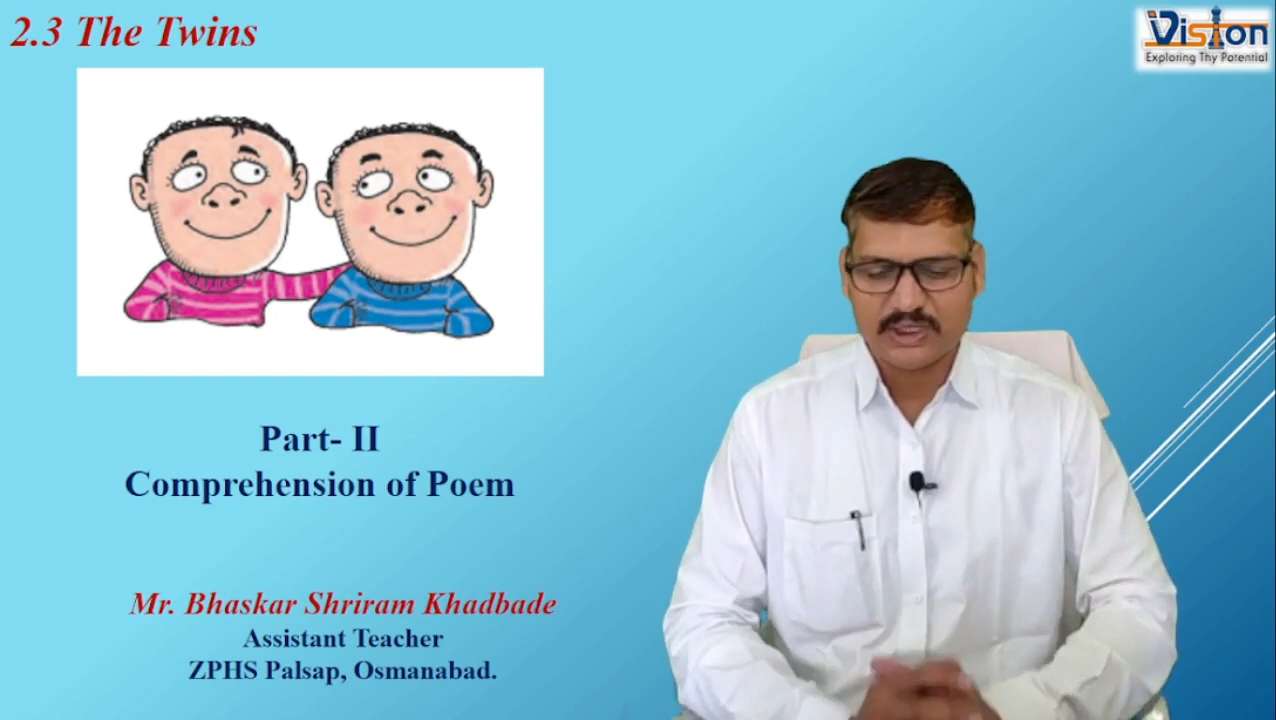 2.3 The Twins
Vision
Exploring Thy Potential
Part- II
Comprehension of Poem
Mr. Bhaskar Shriram Khadbade
Assistant Teacher
ZPHS Palsap, Osmanabad.